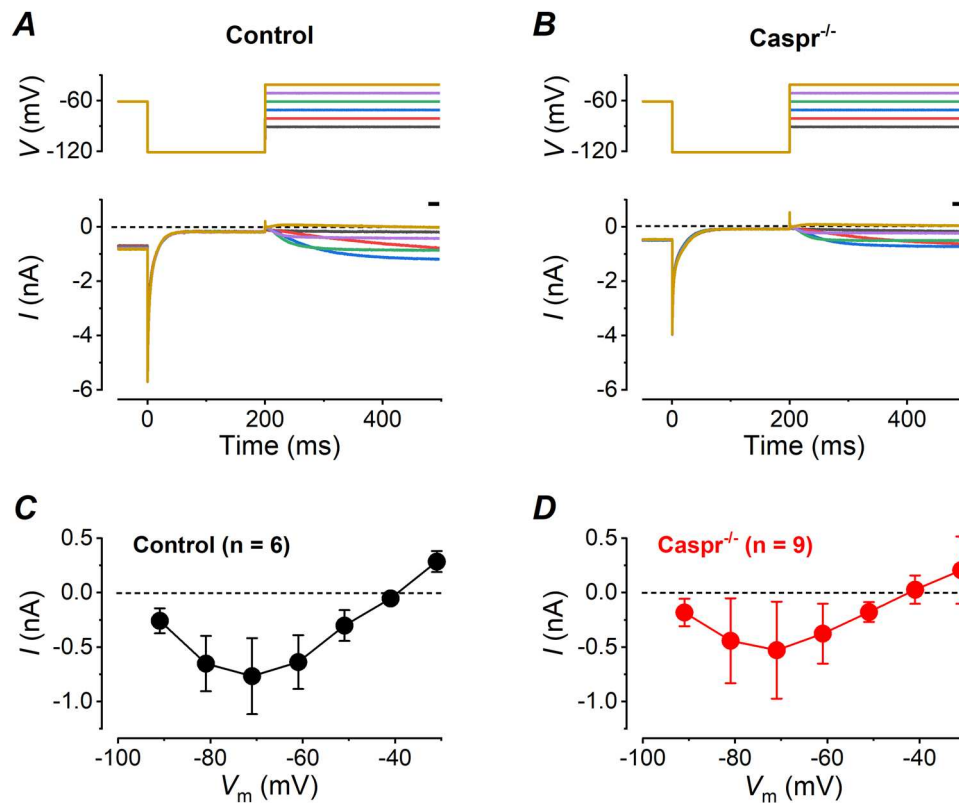 A
Control
B
Caspr⁻/⁻
V (mV)
-60
-120
V (mV)
-60
-120
I (nA)
0
-2
-4
-6
0
200
400
Time (ms)
I (nA)
0
-2
-4
-6
0
200
400
Time (ms)
C
Control (n = 6)
I (nA)
0.5
0.0
-0.5
-1.0
-100
-80
-60
-40
Vm (mV)
D
Caspr⁻/⁻ (n = 9)
I (nA)
0.5
0.0
-0.5
-1.0
-100
-80
-60
-40
Vm (mV)